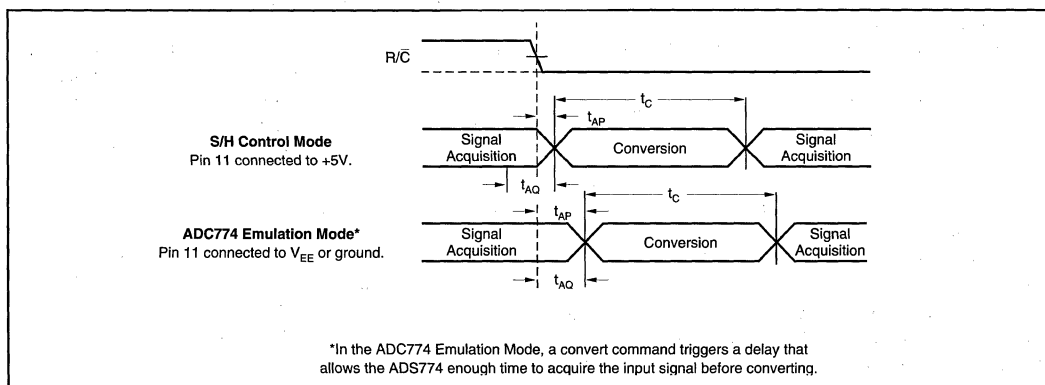 R/C̅
t_C
t_AP
S/H Control Mode
Pin 11 connected to +5V.
Signal Acquisition
Conversion
Signal Acquisition
t_AQ
t_C
t_AP
ADC774 Emulation Mode*
Pin 11 connected to V_EE or ground.
Signal Acquisition
Conversion
Signal Acquisition
t_AQ
*In the ADC774 Emulation Mode, a convert command triggers a delay that
allows the ADS774 enough time to acquire the input signal before converting.